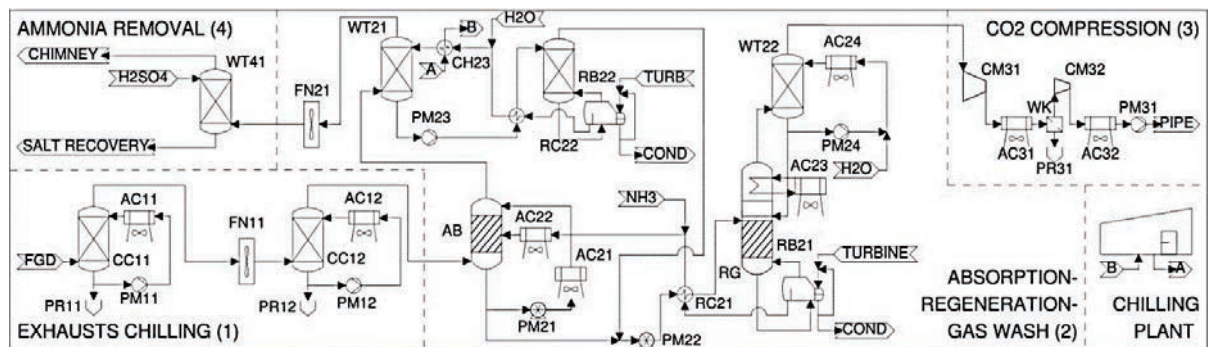 AMMONIA REMOVAL (4)
CHIMNEY
H2SO4
WT41
SALT RECOVERY
FN21
WT21
B
H2O
A
CH23
PM23
RB22
TURB
RC22
COND
WT22
AC24
PM24
H2O
CO2 COMPRESSION (3)
CM31
CM32
WK
PM31
PIPE
AC31
PR31
AC32
AC11
FGD
CC11
PM11
PR11
FN11
AC12
CC12
PM12
PR12
EXHAUSTS CHILLING (1)
AB
AC22
AC21
PM21
NH3
PM22
RC21
AC23
RG
RB21
TURBINE
COND
ABSORPTION-
REGENERATION-
GAS WASH (2)
B
A
CHILLING
PLANT